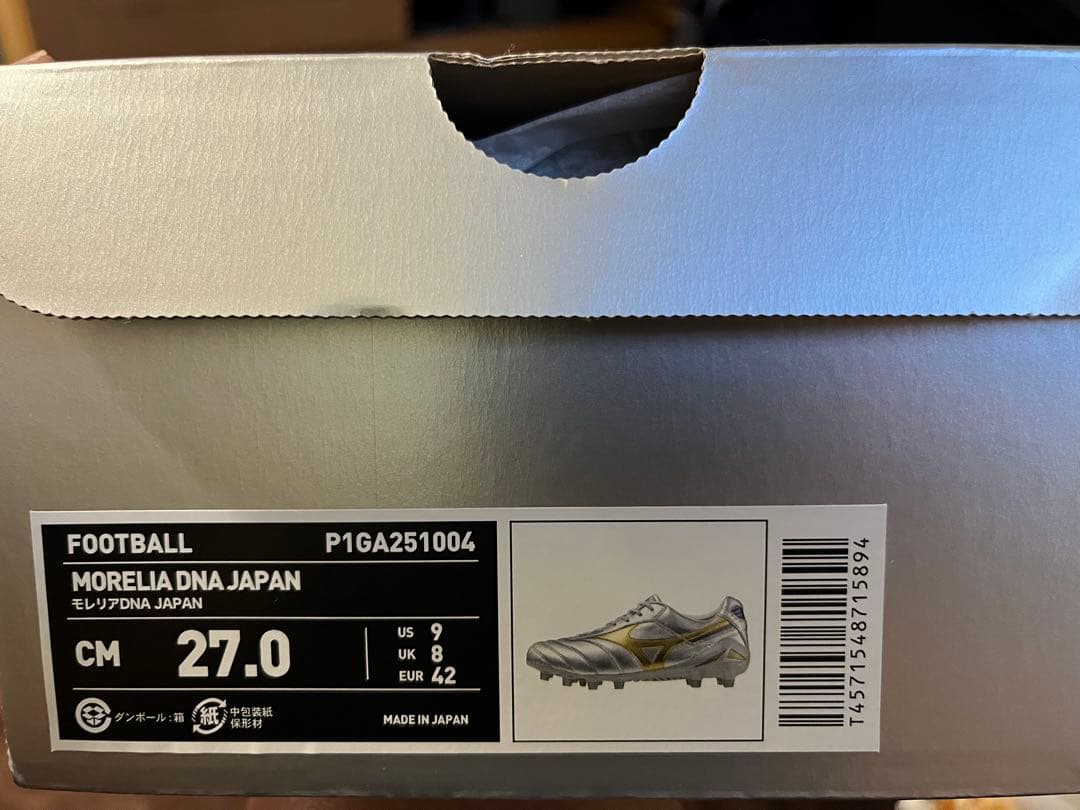 FOOTBALL P1GA251004
MORELIA DNA JAPAN
モレリアDNA JAPAN
CM 27.0
US 9
UK 8
EUR 42
ダンボール:箱
紙 中包装紙
保形材
MADE IN JAPAN
T4571548715894